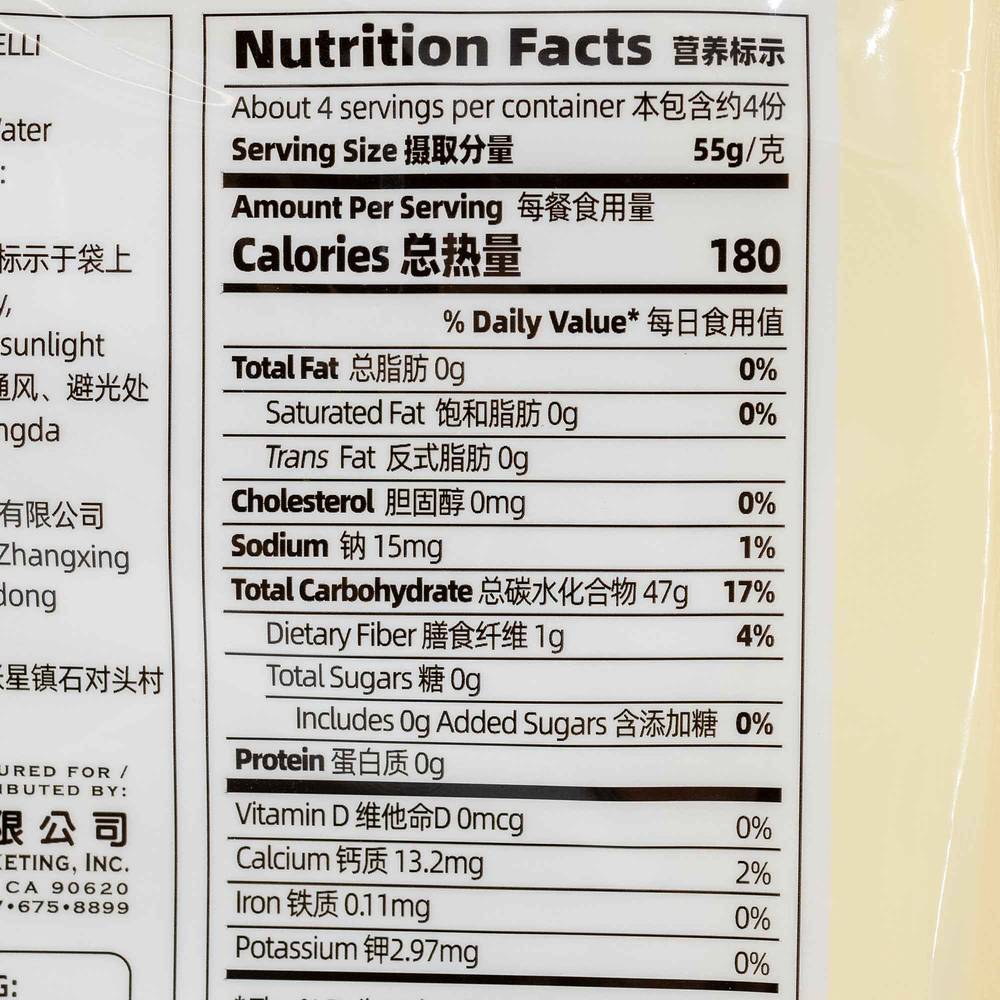 ELLI
ater
:
标示于袋上
y,
sunlight
通风、避光处
ngda
有限公司
Zhangxing
dong
星镇石对头村
URED FOR /
IBUTED BY:
限公司
KETING, INC.
CA 90620
7•675•8899
G:
Nutrition Facts 营养标示
About 4 servings per container 本包含约4份
Serving Size 摄取分量 55g/克
Amount Per Serving 每餐食用量
Calories 总热量 180
% Daily Value* 每日食用值
Total Fat 总脂肪 0g 0%
Saturated Fat 饱和脂肪 0g 0%
Trans Fat 反式脂肪 0g
Cholesterol 胆固醇 0mg 0%
Sodium 钠 15mg 1%
Total Carbohydrate 总碳水化合物 47g 17%
Dietary Fiber 膳食纤维 1g 4%
Total Sugars 糖 0g
Includes 0g Added Sugars 含添加糖 0%
Protein 蛋白质 0g
Vitamin D 维他命D 0mcg 0%
Calcium 钙质 13.2mg 2%
Iron 铁质 0.11mg 0%
Potassium 钾2.97mg 0%